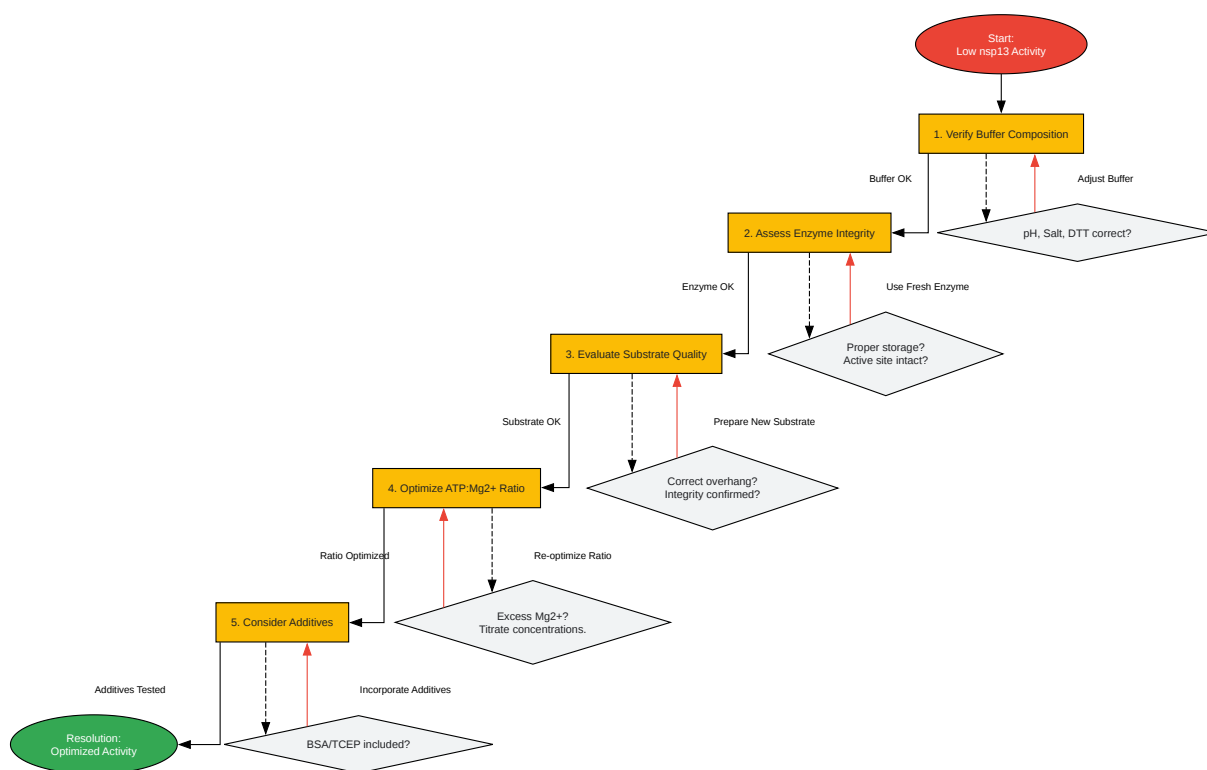 Start:
Low nsp13 Activity
1. Verify Buffer Composition
Buffer OK
Adjust Buffer
pH, Salt, DTT correct?
2. Assess Enzyme Integrity
Enzyme OK
Use Fresh Enzyme
Proper storage?
Active site intact?
3. Evaluate Substrate Quality
Substrate OK
Prepare New Substrate
Correct overhang?
Integrity confirmed?
4. Optimize ATP:Mg2+ Ratio
Ratio Optimized
Re-optimize Ratio
Excess Mg2+?
Titrate concentrations.
5. Consider Additives
Additives Tested
Incorporate Additives
BSA/TCEP included?
Resolution:
Optimized Activity